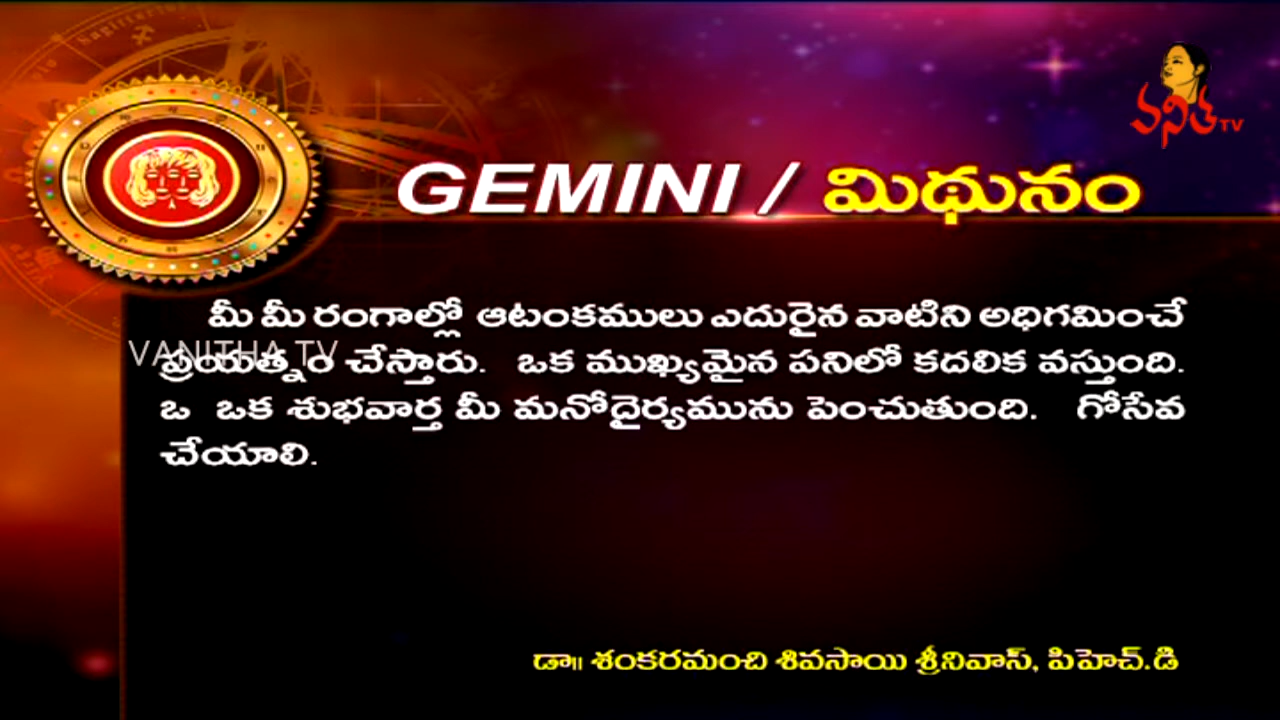 వనిత TV
GEMINI / మిథునం
మీ మీ రంగాల్లో ఆటంకములు ఎదురైన వాటిని అధిగమించే
VANITHA TV
ప్రయత్నం చేస్తారు. ఒక ముఖ్యమైన పనిలో కదలిక వస్తుంది.
ఒ ఒక శుభవార్త మీ మనోధైర్యమును పెంచుతుంది. గోసేవ
చేయాలి.
డా॥ శంకరమంచి శివసాయి శ్రీనివాస్, పిహెచ్.డి